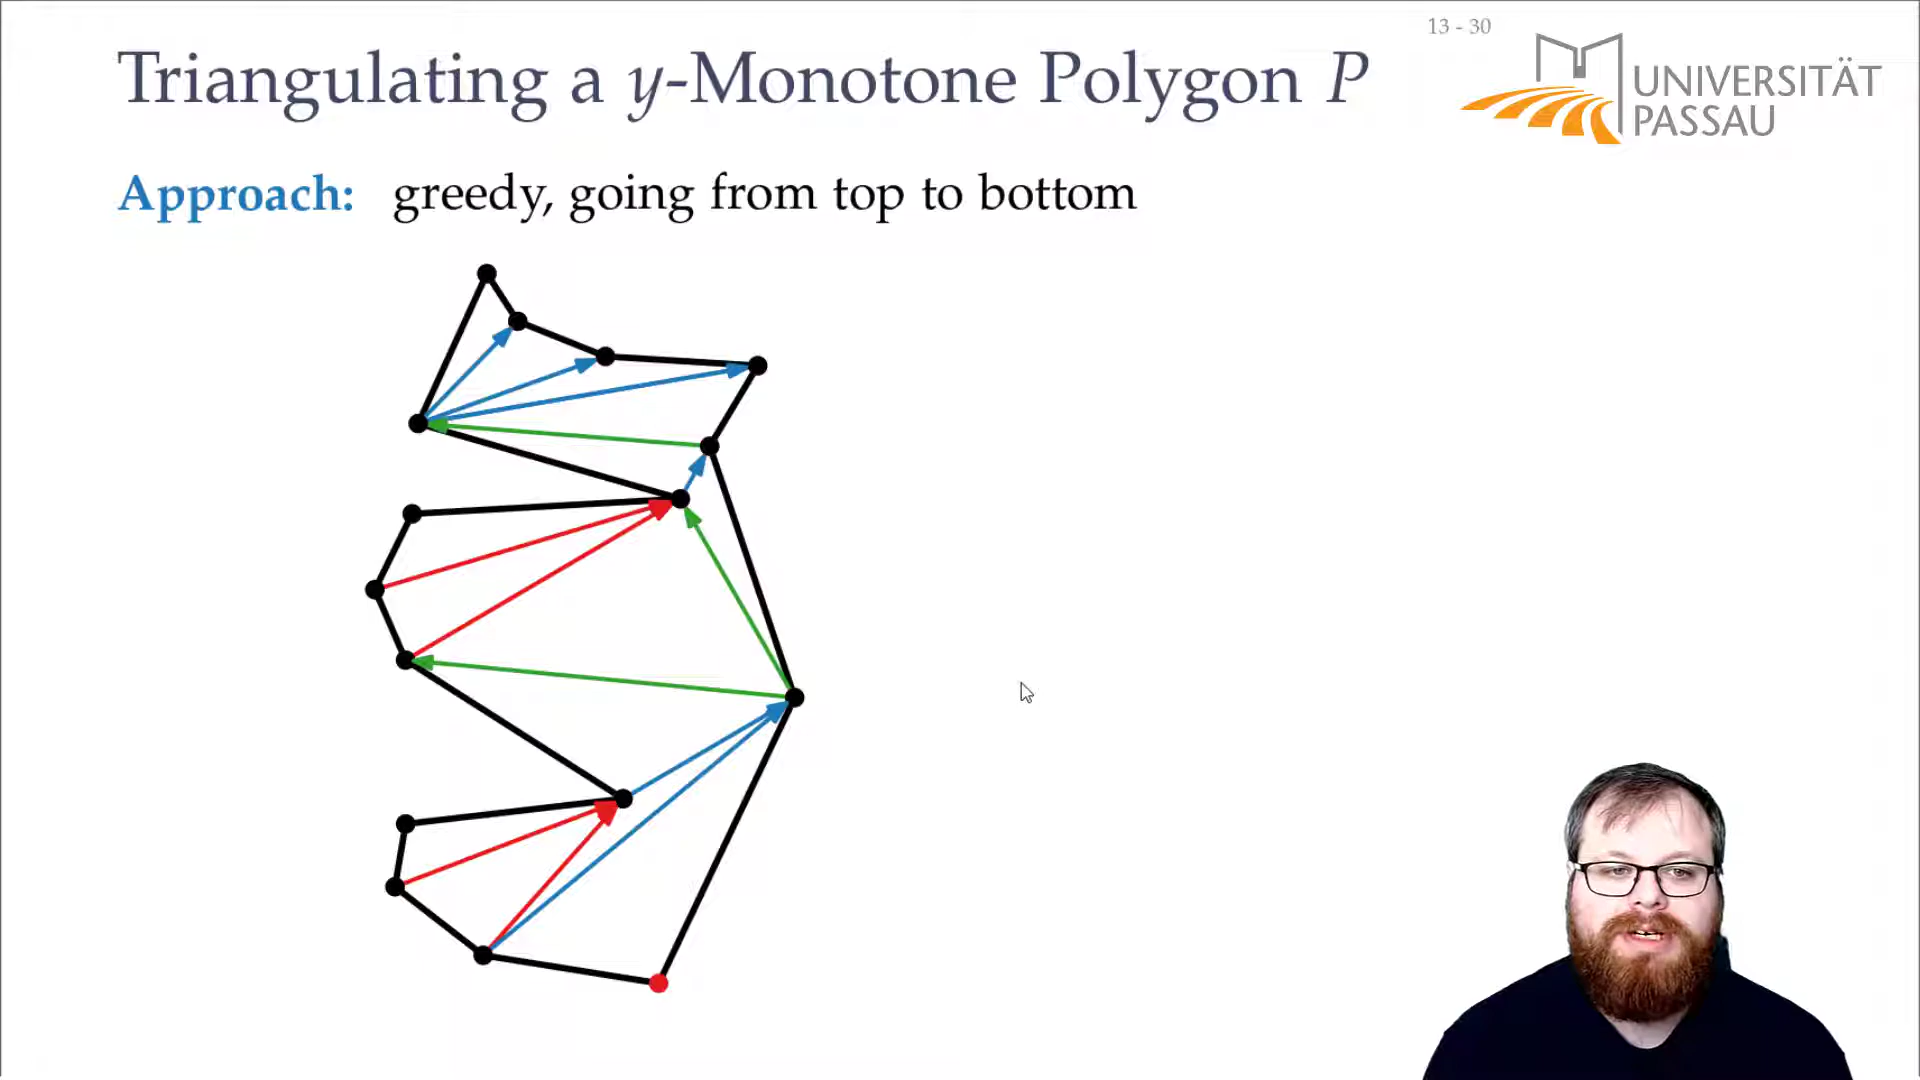 13 - 30
Triangulating a y-Monotone Polygon P
UNIVERSITÄT
PASSAU
Approach: greedy, going from top to bottom